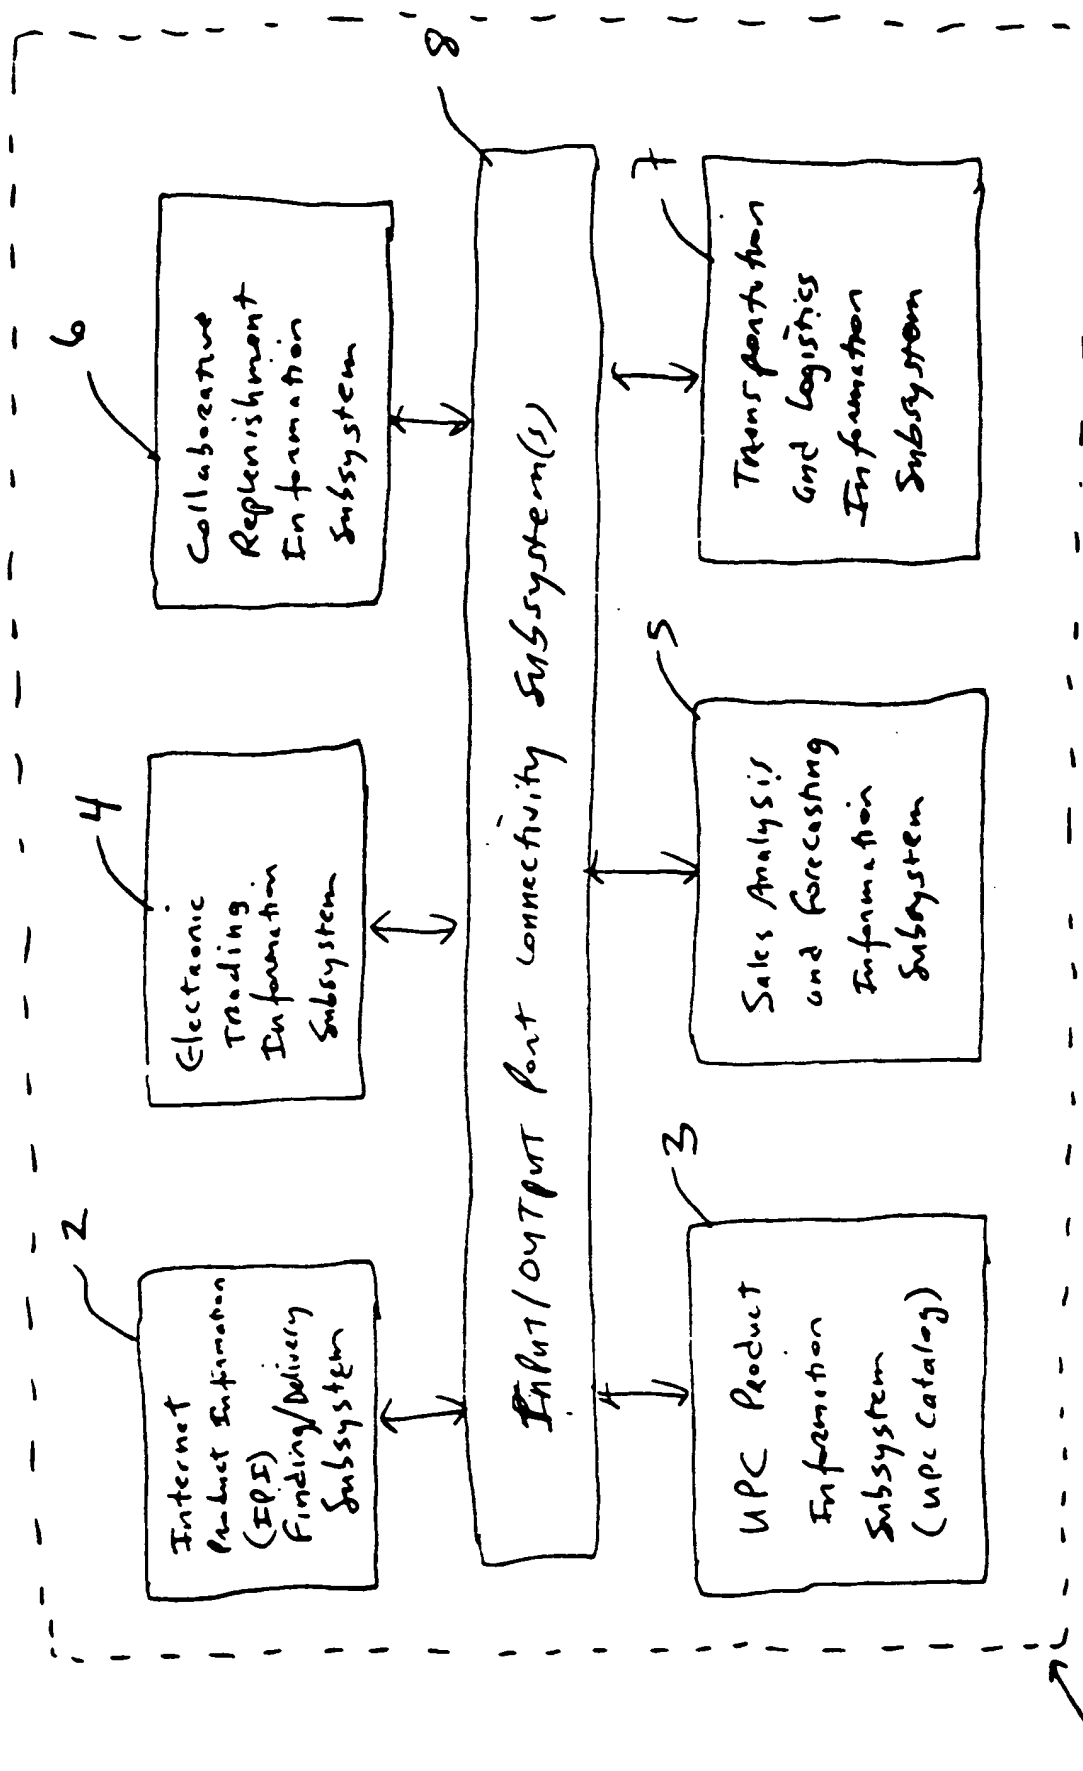 2
Internet
Product Information
(IPI)
Finding/Delivery
Subsystem
4
Electronic
Trading
Information
Subsystem
6
Collaborative
Replenishment
Information
Subsystem
8
Input/Output Port Connectivity Subsystem(s)
3
UPC Product
Information
Subsystem
(UPC Catalog)
5
Sales Analysis
and Forecasting
Information
Subsystem
7
Transportation
and Logistics
Information
Subsystem